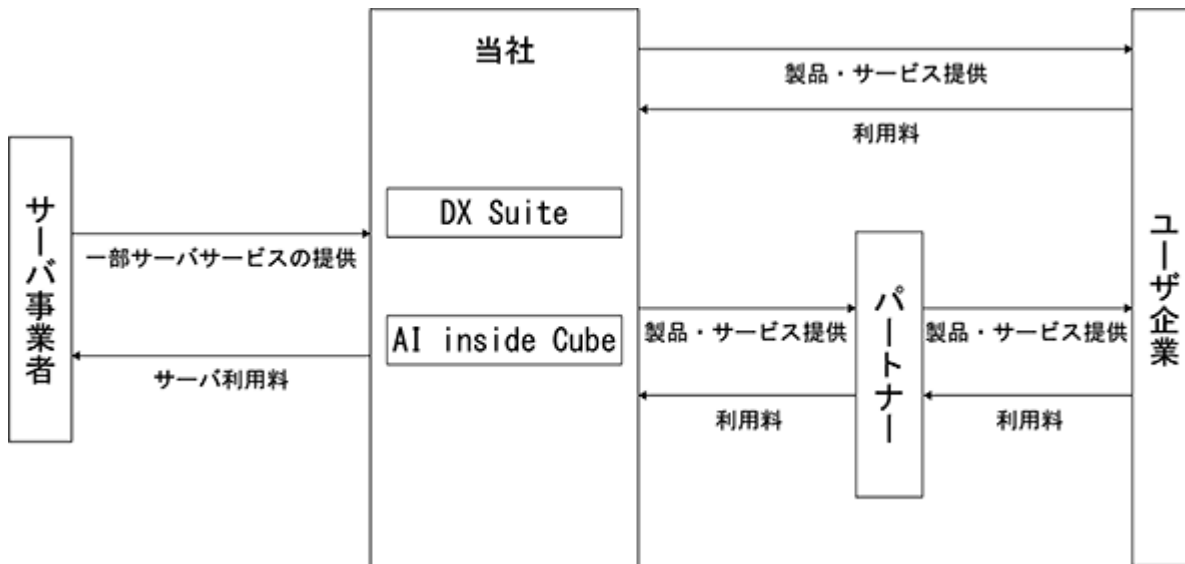 当社
製品・サービス提供
利用料
サーバ事業者
DX Suite
一部サーバサービスの提供
AI inside Cube
サーバ利用料
製品・サービス提供
利用料
パートナー
製品・サービス提供
利用料
ユーザ企業